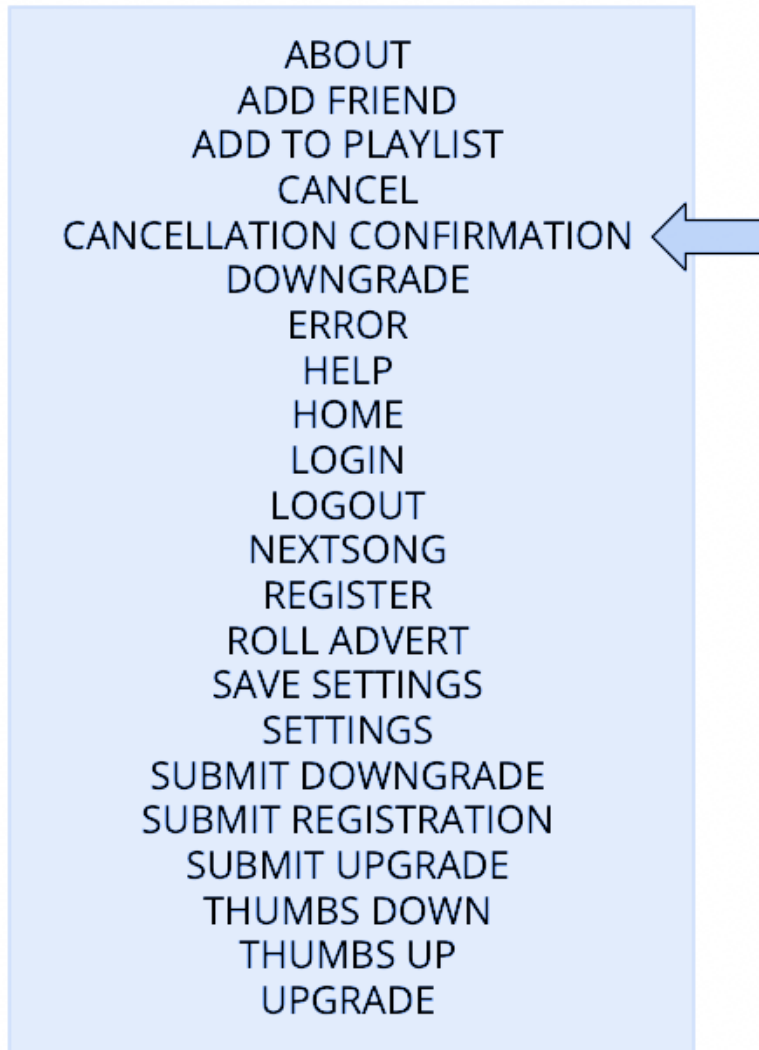 ABOUT
ADD FRIEND
ADD TO PLAYLIST
CANCEL
CANCELLATION CONFIRMATION
DOWNGRADE
ERROR
HELP
HOME
LOGIN
LOGOUT
NEXTSONG
REGISTER
ROLL ADVERT
SAVE SETTINGS
SETTINGS
SUBMIT DOWNGRADE
SUBMIT REGISTRATION
SUBMIT UPGRADE
THUMBS DOWN
THUMBS UP
UPGRADE